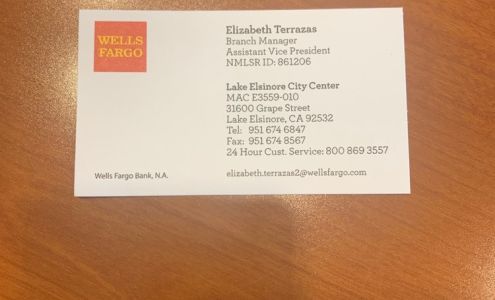 WELLS
FARGO
Elizabeth Terrazas
Branch Manager
Assistant Vice President
NMLSR ID: 861206
Lake Elsinore City Center
MAC E3559-010
31600 Grape Street
Lake Elsinore, CA 92532
Tel: 951 674 6847
Fax: 951 674 8567
24 Hour Cust. Service: 800 869 3557
Wells Fargo Bank, N.A.
elizabeth.terrazas2@wellsfargo.com